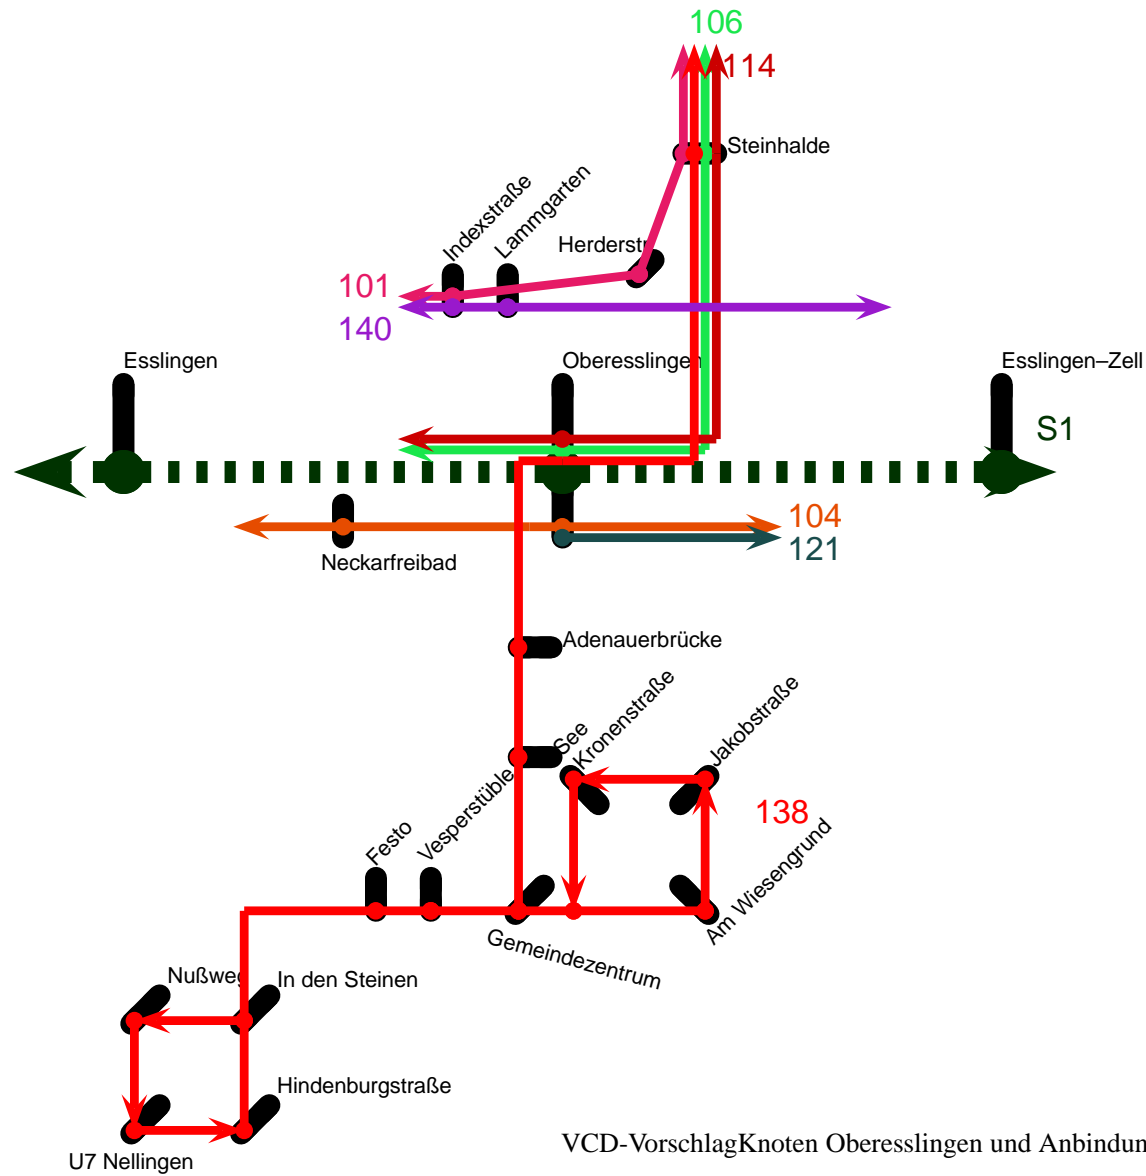 106
114
Steinhalde
Indexstraße
Lammgarten
Herderst
101
140
Esslingen
Oberesslingen
Esslingen–Zell
S1
104
121
Neckarfreibad
Adenauerbrücke
See
Kronenstraße
Jakobstraße
138
Festo
Vesperstüble
Am Wiesengrund
Gemeindezentrum
Nußweg
In den Steinen
Hindenburgstraße
U7 Nellingen
VCD-VorschlagKnoten Oberesslingen und Anbindun